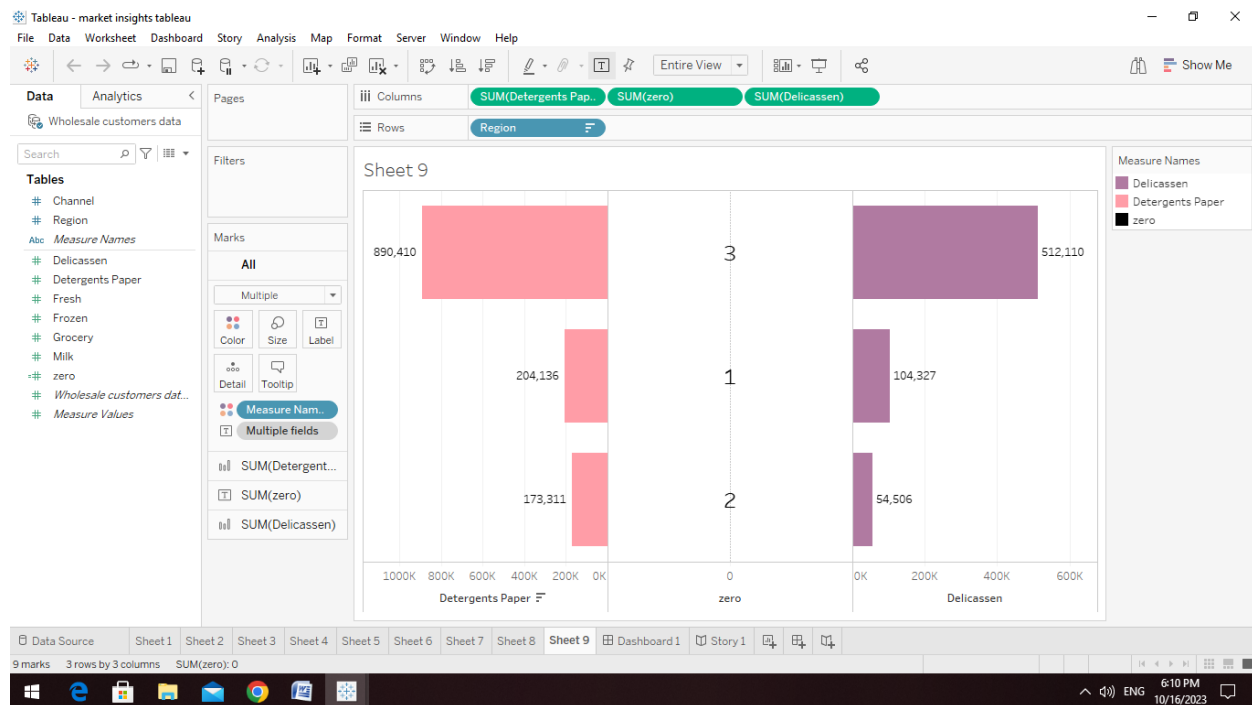 Tableau - market insights tableau
File Data Worksheet Dashboard Story Analysis Map Format Server Window Help
Entire View
Show Me
Data Analytics
Wholesale customers data
Search
Tables
# Channel
# Region
Abc Measure Names
# Delicassen
# Detergents Paper
# Fresh
# Frozen
# Grocery
# Milk
=# zero
# Wholesale customers dat...
# Measure Values
Pages
Filters
Marks
All
Multiple
Color Size Label
Detail Tooltip
Measure Nam..
Multiple fields
SUM(Detergent...
SUM(zero)
SUM(Delicassen)
iii Columns SUM(Detergents Pap.. SUM(zero) SUM(Delicassen)
Rows Region
Sheet 9
890,410 3 512,110
204,136 1 104,327
173,311 2 54,506
1000K 800K 600K 400K 200K 0K 0 0K 200K 400K 600K
Detergents Paper zero Delicassen
Measure Names
Delicassen
Detergents Paper
zero
Data Source Sheet 1 Sheet 2 Sheet 3 Sheet 4 Sheet 5 Sheet 6 Sheet 7 Sheet 8 Sheet 9 Dashboard 1 Story 1
9 marks 3 rows by 3 columns SUM(zero): 0
ENG
6:10 PM
10/16/2023